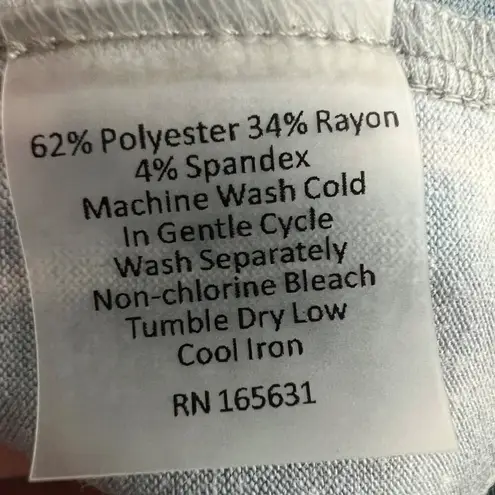 62% Polyester 34% Rayon
4% Spandex
Machine Wash Cold
In Gentle Cycle
Wash Separately
Non-chlorine Bleach
Tumble Dry Low
Cool Iron
RN 165631